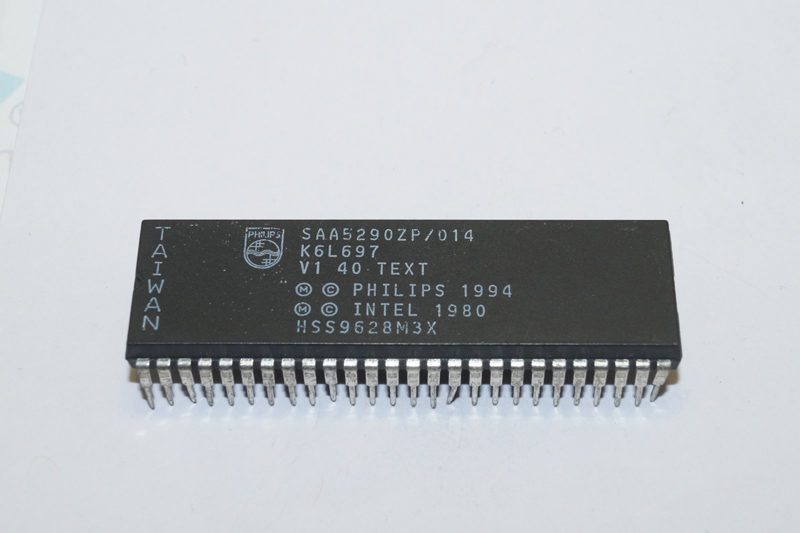 TAIWAN
PHILIPS
SAA5290ZP/014
K6L697
V1 40 TEXT
Ⓜ © PHILIPS 1994
Ⓜ © INTEL 1980
HSS9628M3X